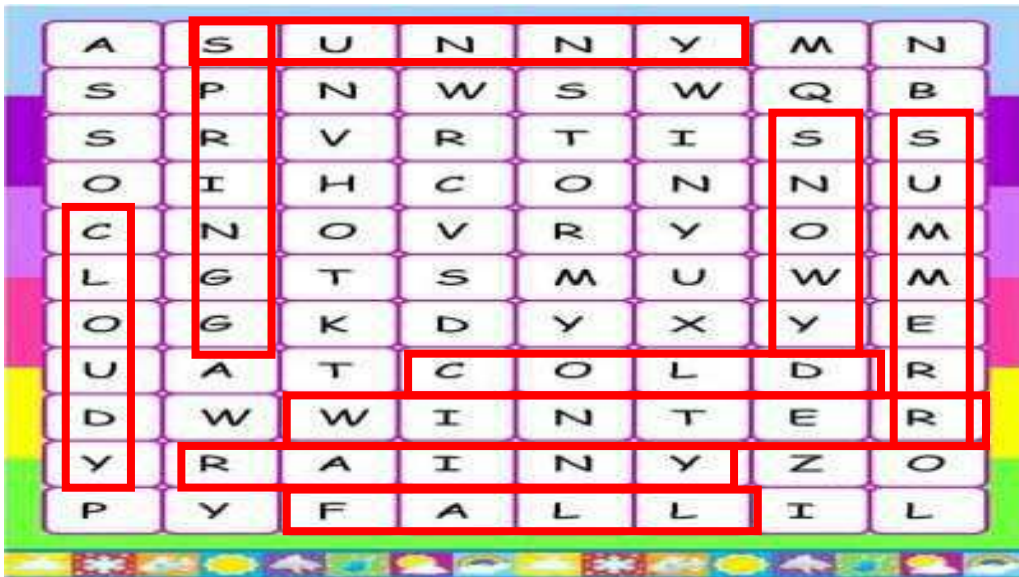 A S U N N Y M N
S P N W S W Q B
S R V R T I S S
O I H C O N N U
C N O V R Y O M
L G T S M U W M
O G K D Y X Y E
U A T C O L D R
D W W I N T E R
Y R A I N Y Z O
P Y F A L L I L